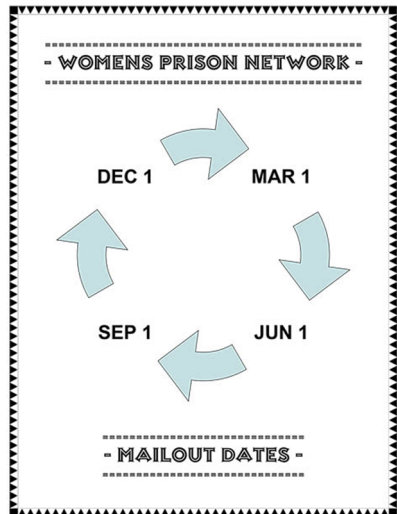 - WOMENS PRISON NETWORK -
DEC 1 MAR 1
SEP 1 JUN 1
- MAILOUT DATES -